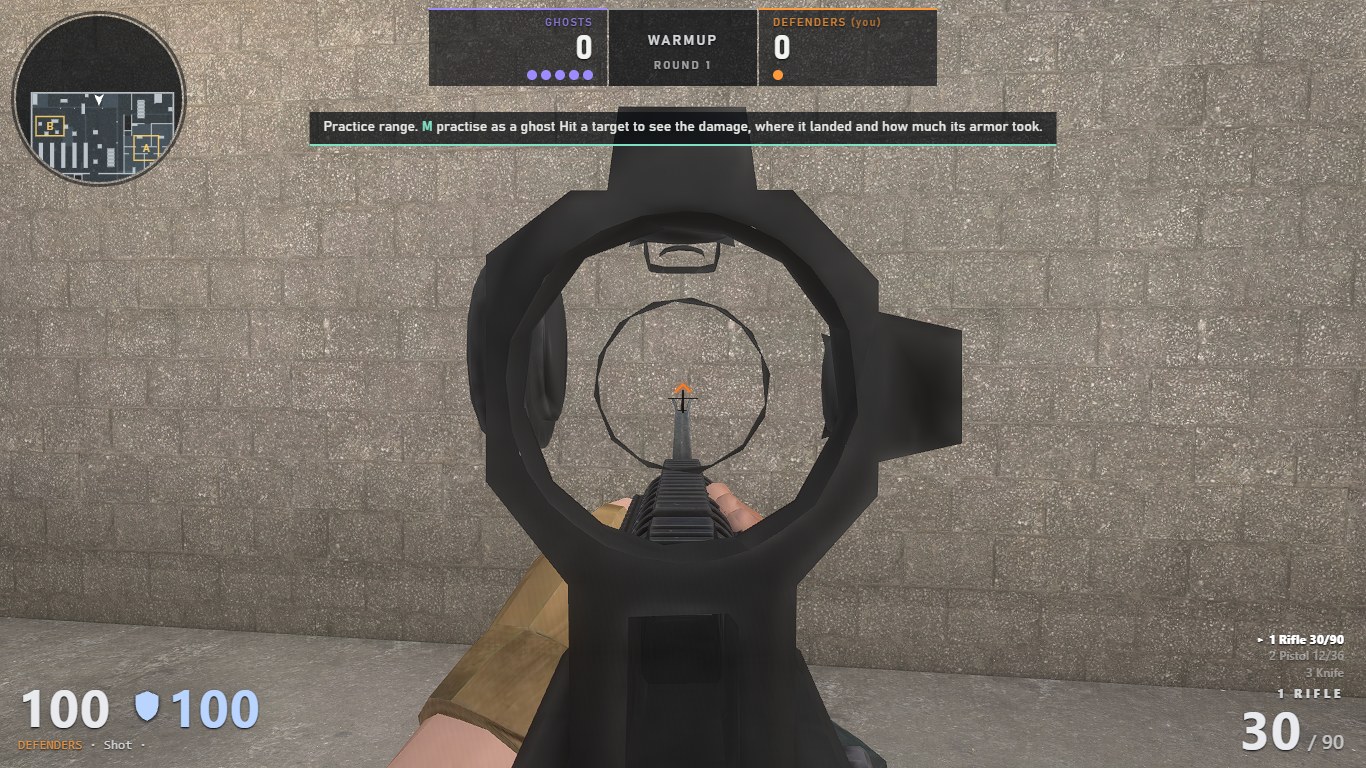 GHOSTS
0
WARMUP
ROUND 1
DEFENDERS (you)
0
Practice range. M practise as a ghost Hit a target to see the damage, where it landed and how much its armor took.
B
A
1 Rifle 30/90
2 Pistol 12/36
3 Knife
1 RIFLE
30 / 90
100 100
DEFENDERS · Shot ·